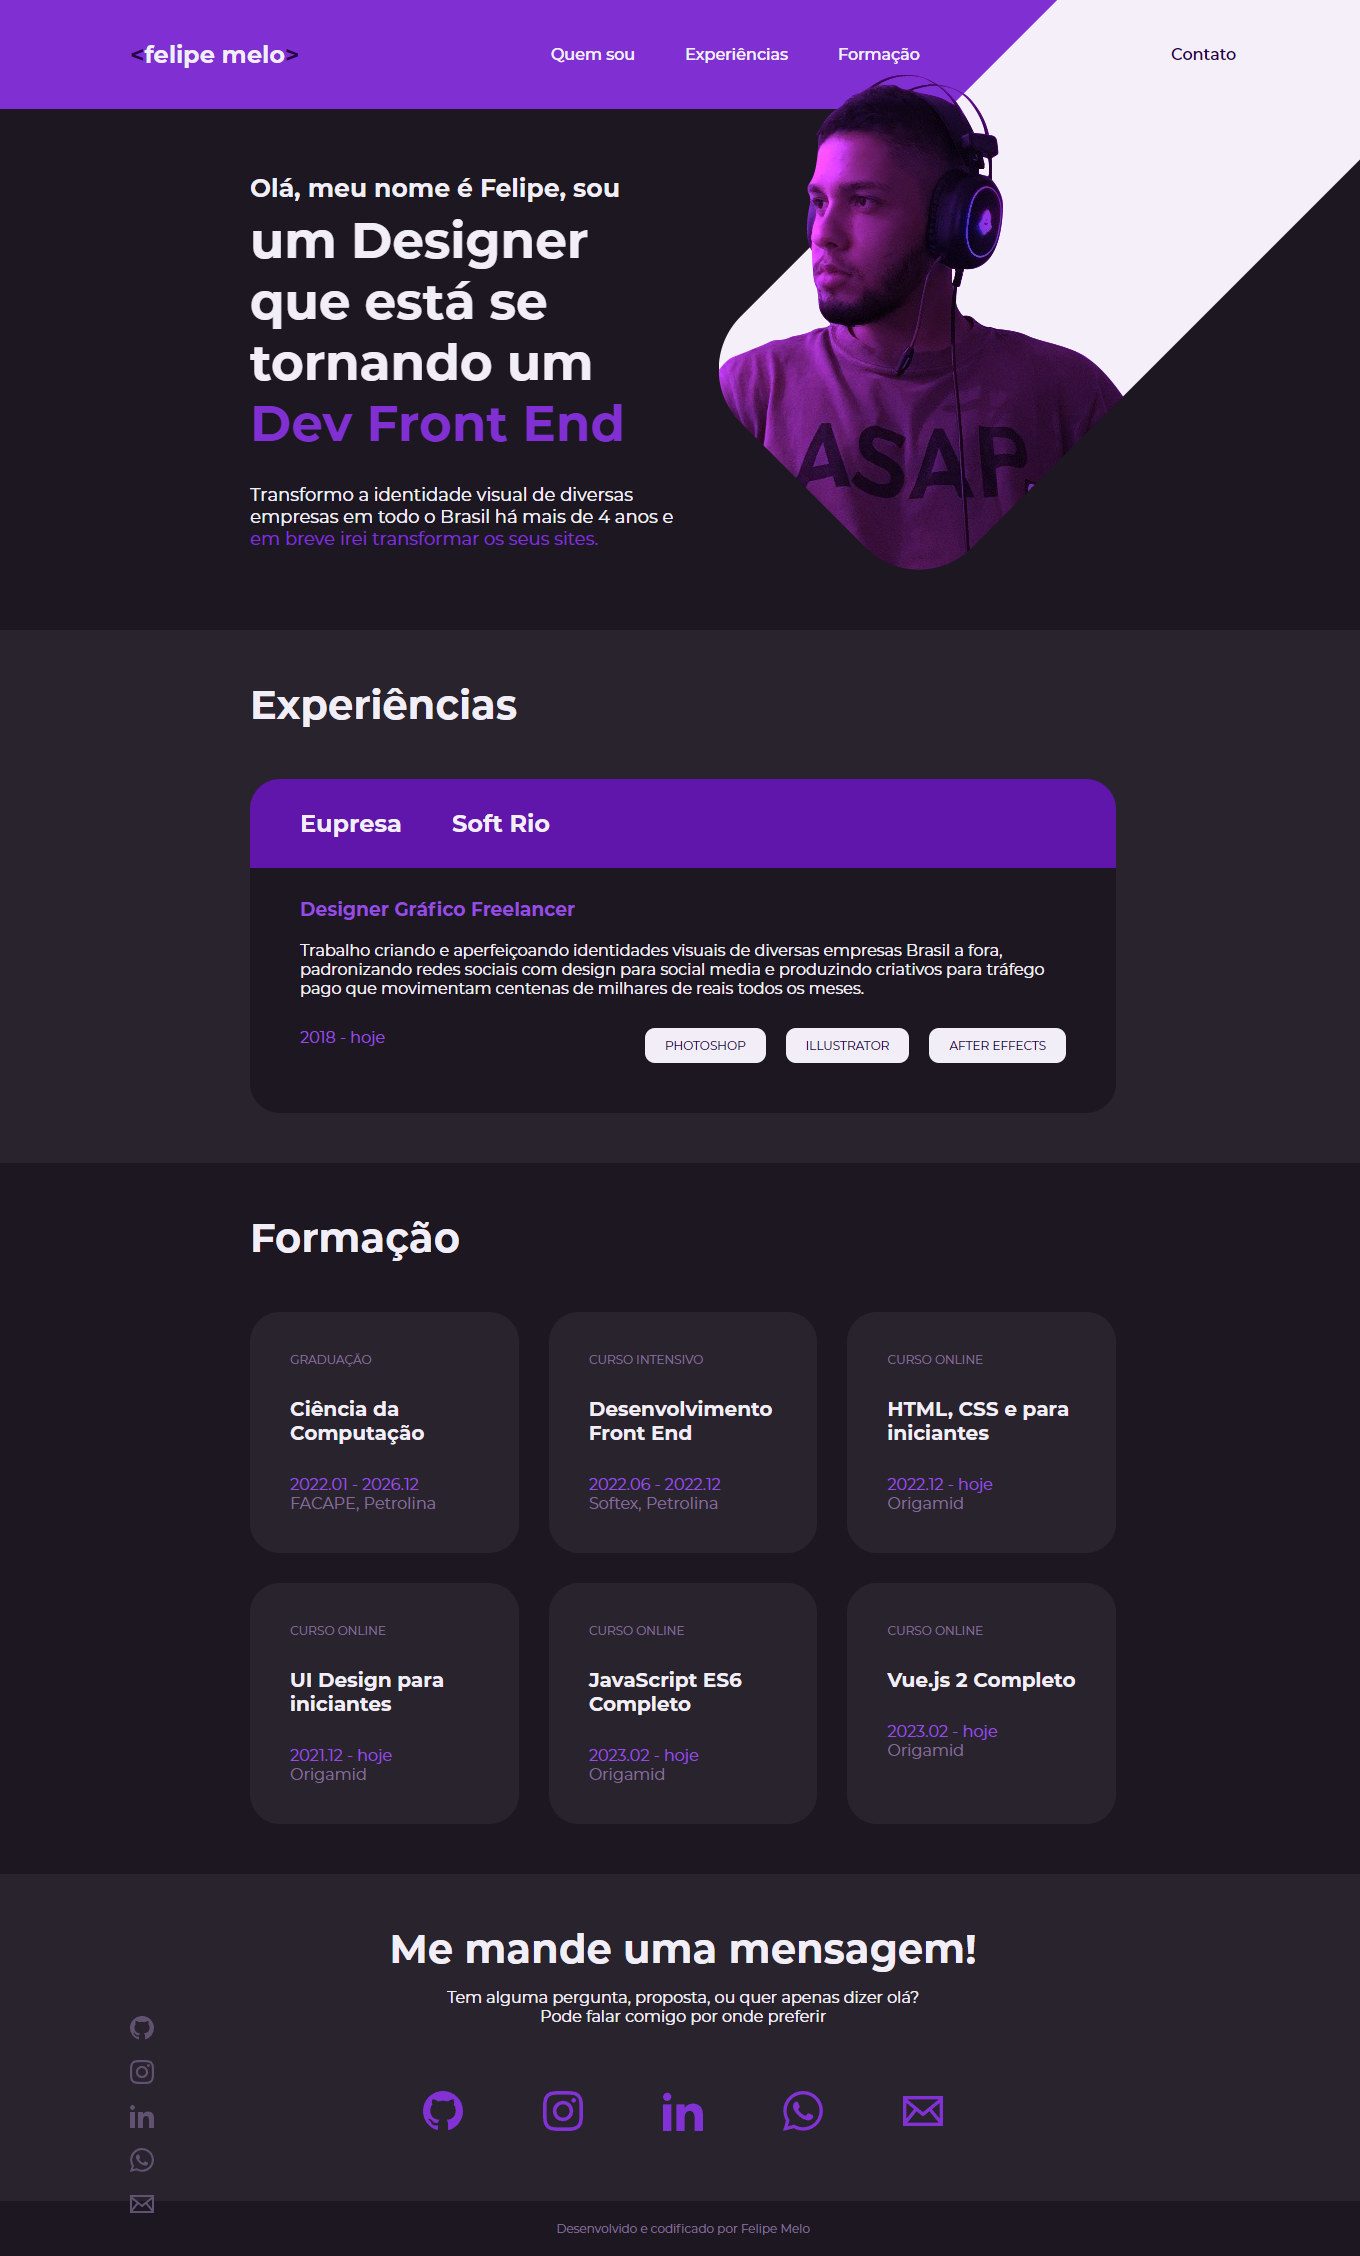 <felipe melo>
Quem sou
Experiências
Formação
Contato
Olá, meu nome é Felipe, sou
um Designer
que está se
tornando um
Dev Front End
ASAP
Transformo a identidade visual de diversas
empresas em todo o Brasil há mais de 4 anos e
em breve irei transformar os seus sites.
Experiências
Eupresa
Soft Rio
Designer Gráfico Freelancer
Trabalho criando e aperfeiçoando identidades visuais de diversas empresas Brasil a fora,
padronizando redes sociais com design para social media e produzindo criativos para tráfego
pago que movimentam centenas de milhares de reais todos os meses.
2018 - hoje
PHOTOSHOP
ILLUSTRATOR
AFTER EFFECTS
Formação
GRADUAÇÃO
Ciência da
Computação
2022.01 - 2026.12
FACAPE, Petrolina
CURSO INTENSIVO
Desenvolvimento
Front End
2022.06 - 2022.12
Softex, Petrolina
CURSO ONLINE
HTML, CSS e para
iniciantes
2022.12 - hoje
Origamid
CURSO ONLINE
UI Design para
iniciantes
2021.12 - hoje
Origamid
CURSO ONLINE
JavaScript ES6
Completo
2023.02 - hoje
Origamid
CURSO ONLINE
Vue.js 2 Completo
2023.02 - hoje
Origamid
Me mande uma mensagem!
Tem alguma pergunta, proposta, ou quer apenas dizer olá?
Pode falar comigo por onde preferir
Desenvolvido e codificado por Felipe Melo